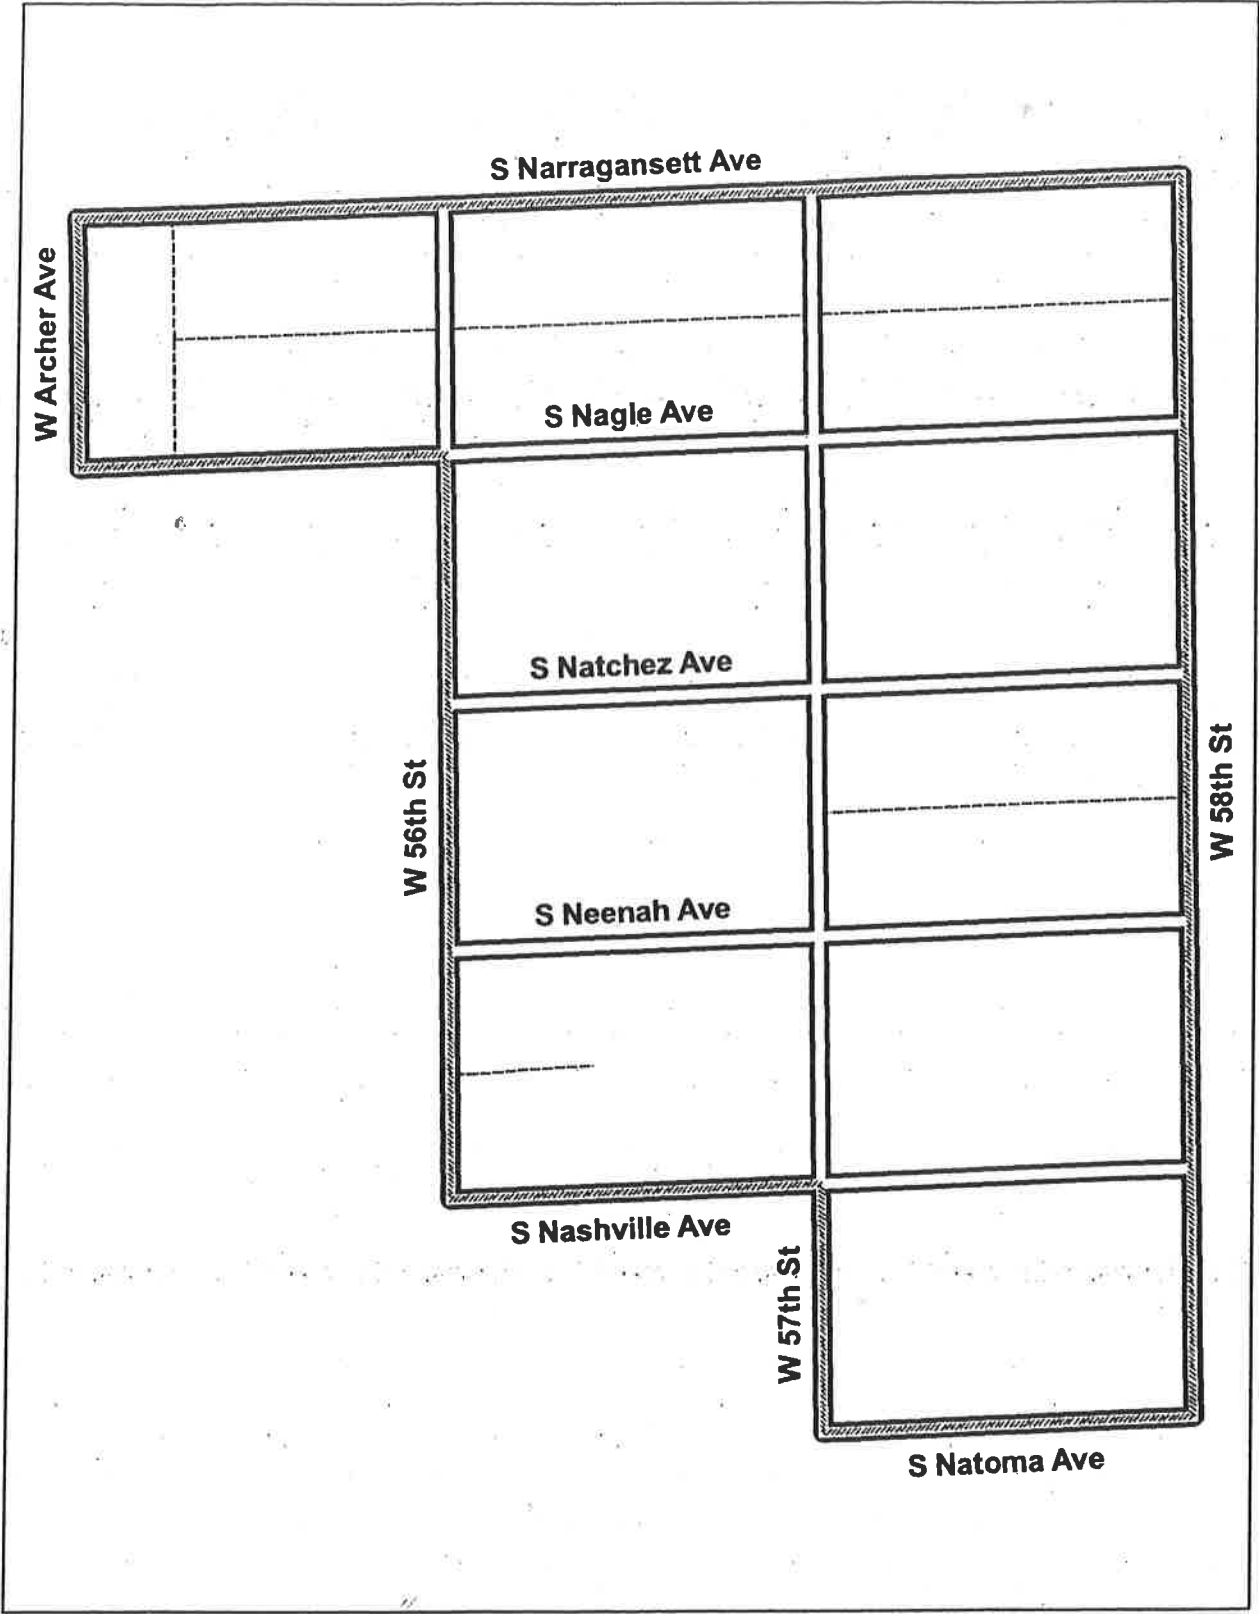 S Narragansett Ave
W Archer Ave
S Nagle Ave
S Natchez Ave
W 56th St
W 58th St
S Neenah Ave
S Nashville Ave
W 57th St
S Natoma Ave